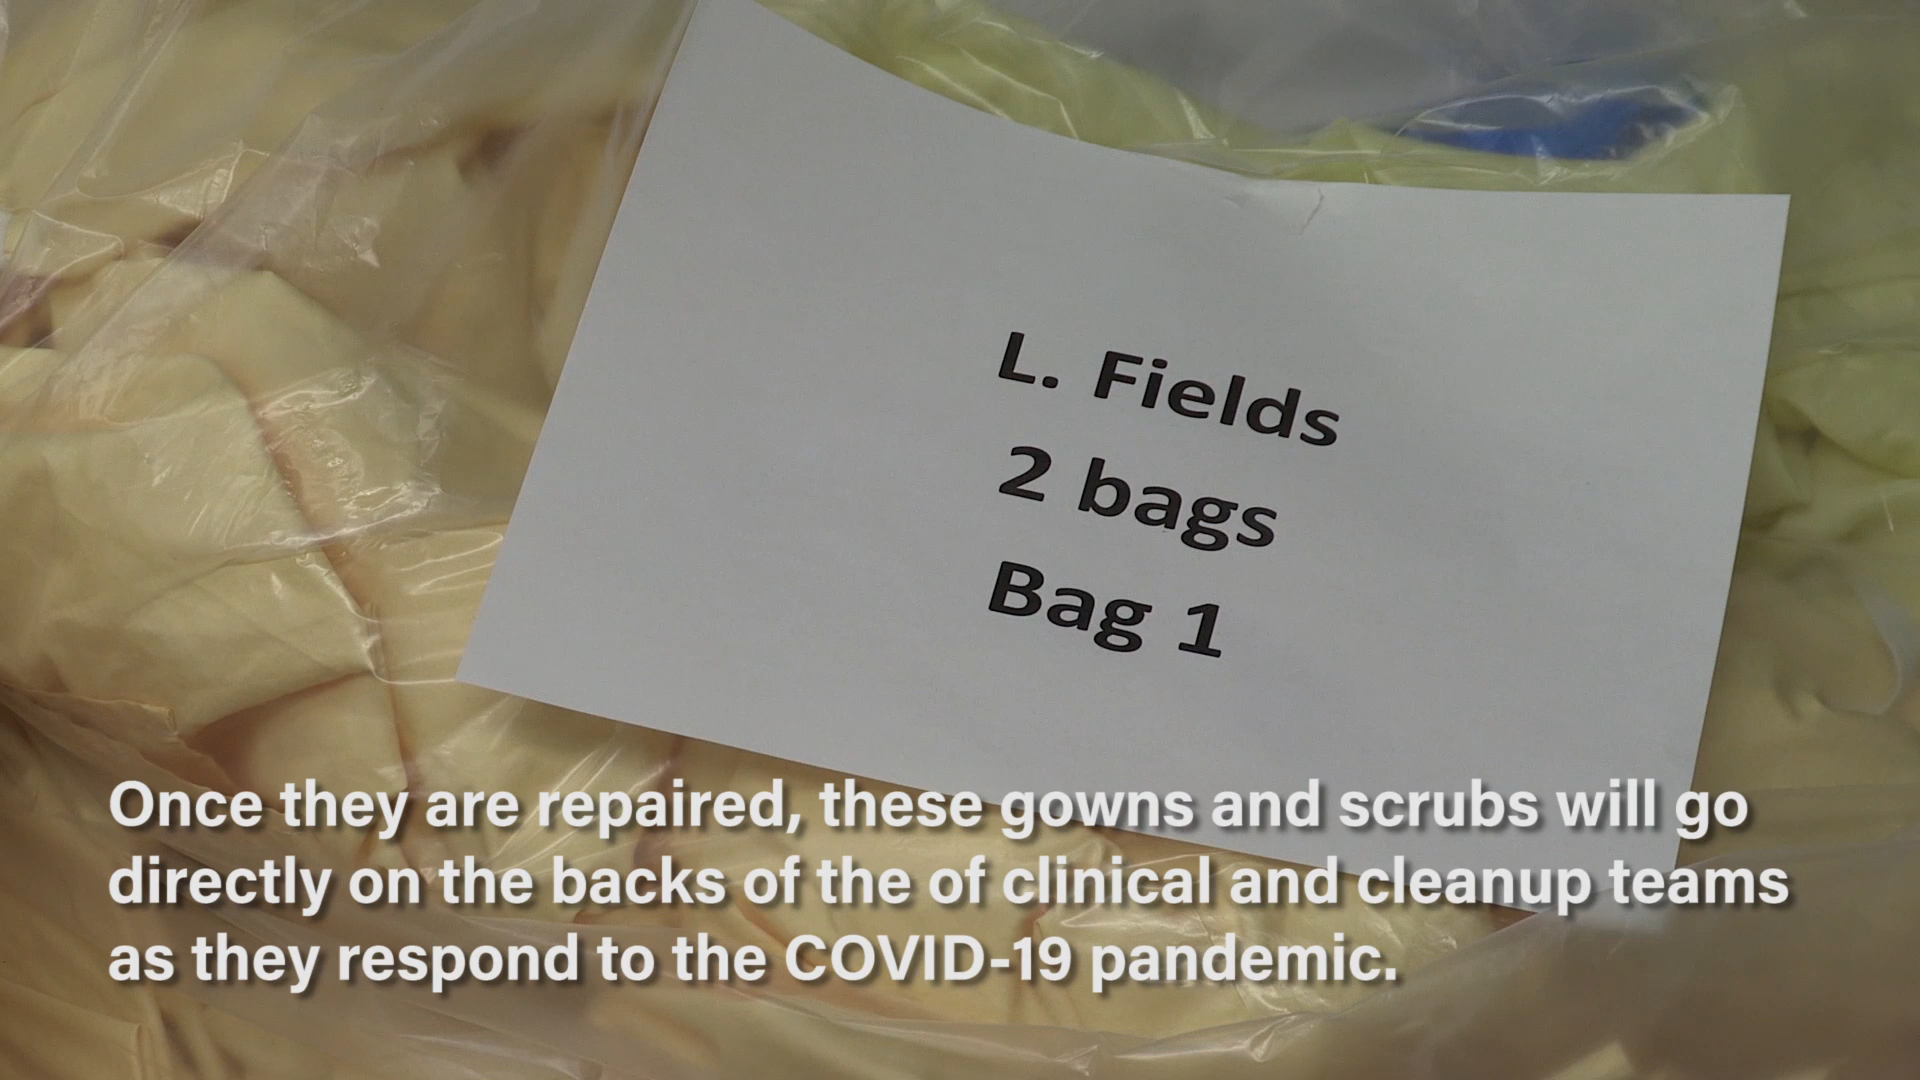 L. Fields
2 bags
Bag 1
Once they are repaired, these gowns and scrubs will go
directly on the backs of the of clinical and cleanup teams
as they respond to the COVID-19 pandemic.